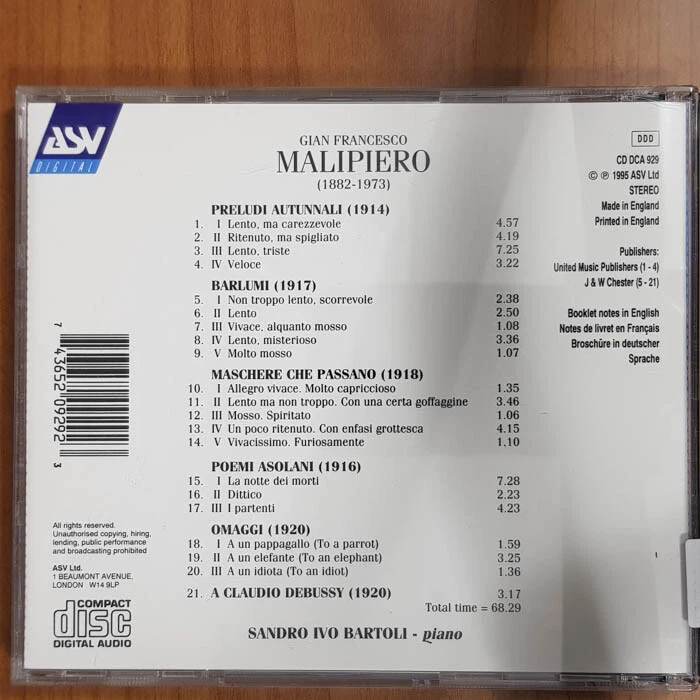 ASV
DIGITAL
GIAN FRANCESCO
MALIPIERO
(1882-1973)
PRELUDI AUTUNNALI (1914)
1. I Lento, ma carezzevole 4.57
2. II Ritenuto, ma spigliato 4.19
3. III Lento, triste 7.25
4. IV Veloce 3.22
BARLUMI (1917)
5. I Non troppo lento, scorrevole 2.38
6. II Lento 2.50
7. III Vivace, alquanto mosso 1.08
8. IV Lento, misterioso 3.36
9. V Molto mosso 1.07
MASCHERE CHE PASSANO (1918)
10. I Allegro vivace. Molto capriccioso 1.35
11. II Lento ma non troppo. Con una certa goffaggine 3.46
12. III Mosso. Spiritato 1.06
13. IV Un poco ritenuto. Con enfasi grottesca 4.15
14. V Vivacissimo. Furiosamente 1.10
POEMI ASOLANI (1916)
15. I La notte dei morti 7.28
16. II Dittico 2.23
17. III I partenti 4.23
OMAGGI (1920)
18. I A un pappagallo (To a parrot) 1.59
19. II A un elefante (To an elephant) 3.25
20. III A un idiota (To an idiot) 1.36
21. A CLAUDIO DEBUSSY (1920) 3.17
Total time = 68.29
SANDRO IVO BARTOLI - piano
DDD
CD DCA 929
© ℗ 1995 ASV Ltd
STEREO
Made in England
Printed in England
Publishers:
United Music Publishers (1 - 4)
J & W Chester (5 - 21)
Booklet notes in English
Notes de livret en Français
Broschüre in deutscher
Sprache
7 43652 09292 3
All rights reserved.
Unauthorised copying, hiring,
lending, public performance
and broadcasting prohibited
ASV Ltd.
1 BEAUMONT AVENUE,
LONDON W14 9LP
COMPACT
disc
DIGITAL AUDIO